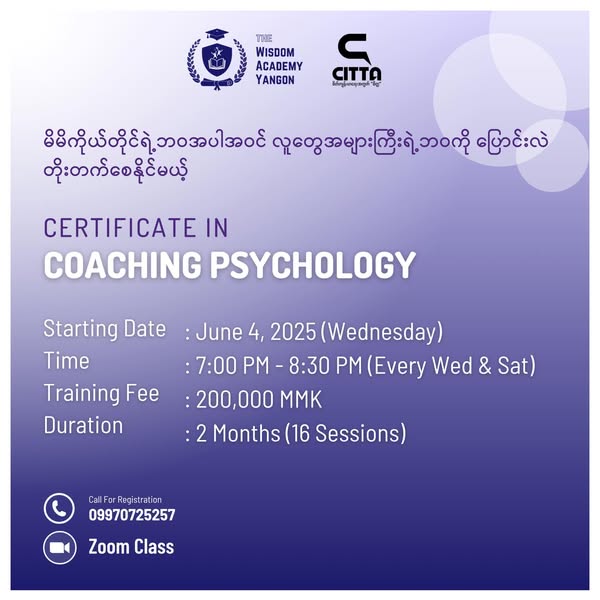 THE
WISDOM
ACADEMY
YANGON
CITTA
မိမိကိုယ်တိုင်ရဲ့ဘဝအပါအဝင် လူတွေအများကြီးရဲ့ဘဝကို ပြောင်းလဲ
တိုးတက်စေနိုင်မယ့်
CERTIFICATE IN
COACHING PSYCHOLOGY
Starting Date : June 4, 2025 (Wednesday)
Time : 7:00 PM - 8:30 PM (Every Wed & Sat)
Training Fee : 200,000 MMK
Duration : 2 Months (16 Sessions)
Call For Registration
09970725257
Zoom Class